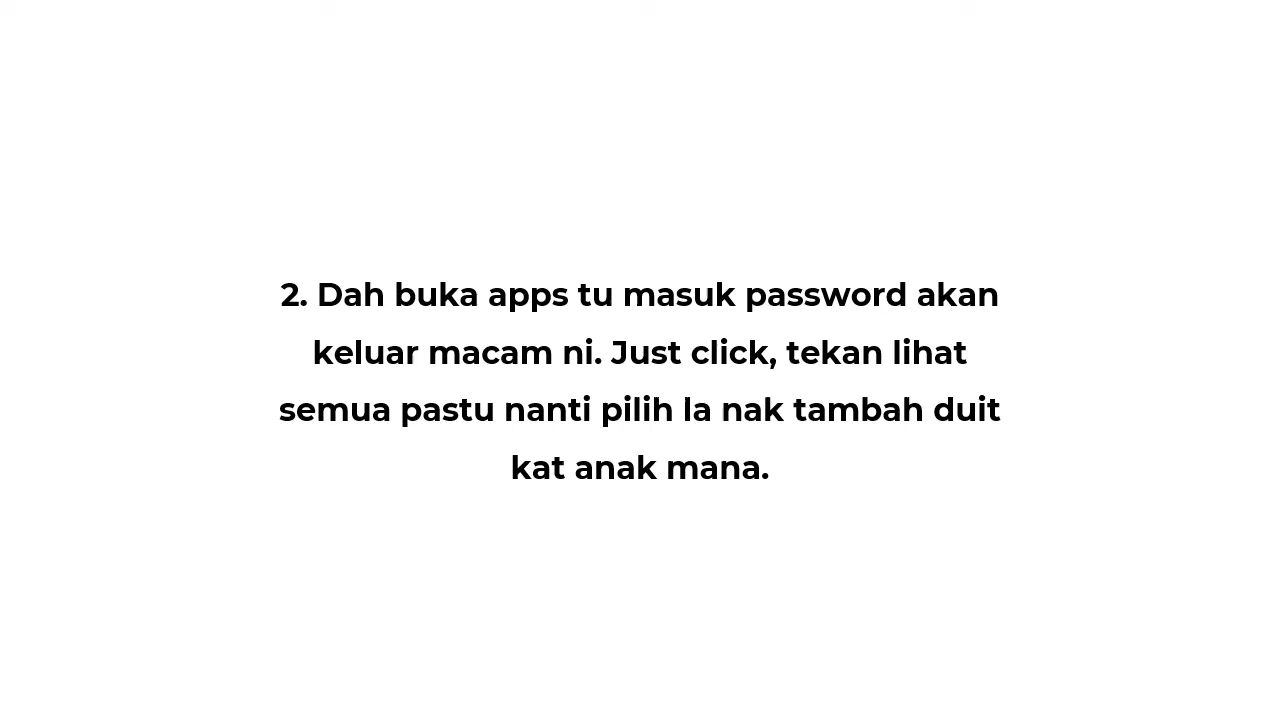 2. Dah buka apps tu masuk password akan
keluar macam ni. Just click, tekan lihat
semua pastu nanti pilih la nak tambah duit
kat anak mana.